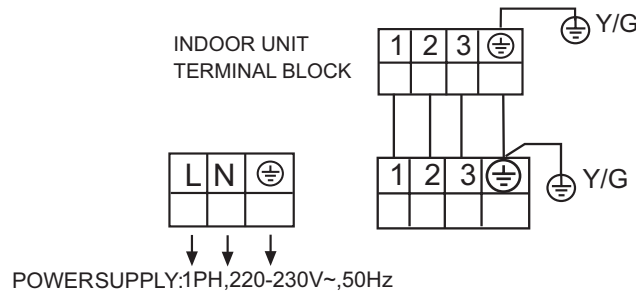 1 2 3 Y/G
INDOOR UNIT
TERMINAL BLOCK
L N
1 2 3 Y/G
POWERSUPPLY:1PH,220-230V~,50Hz